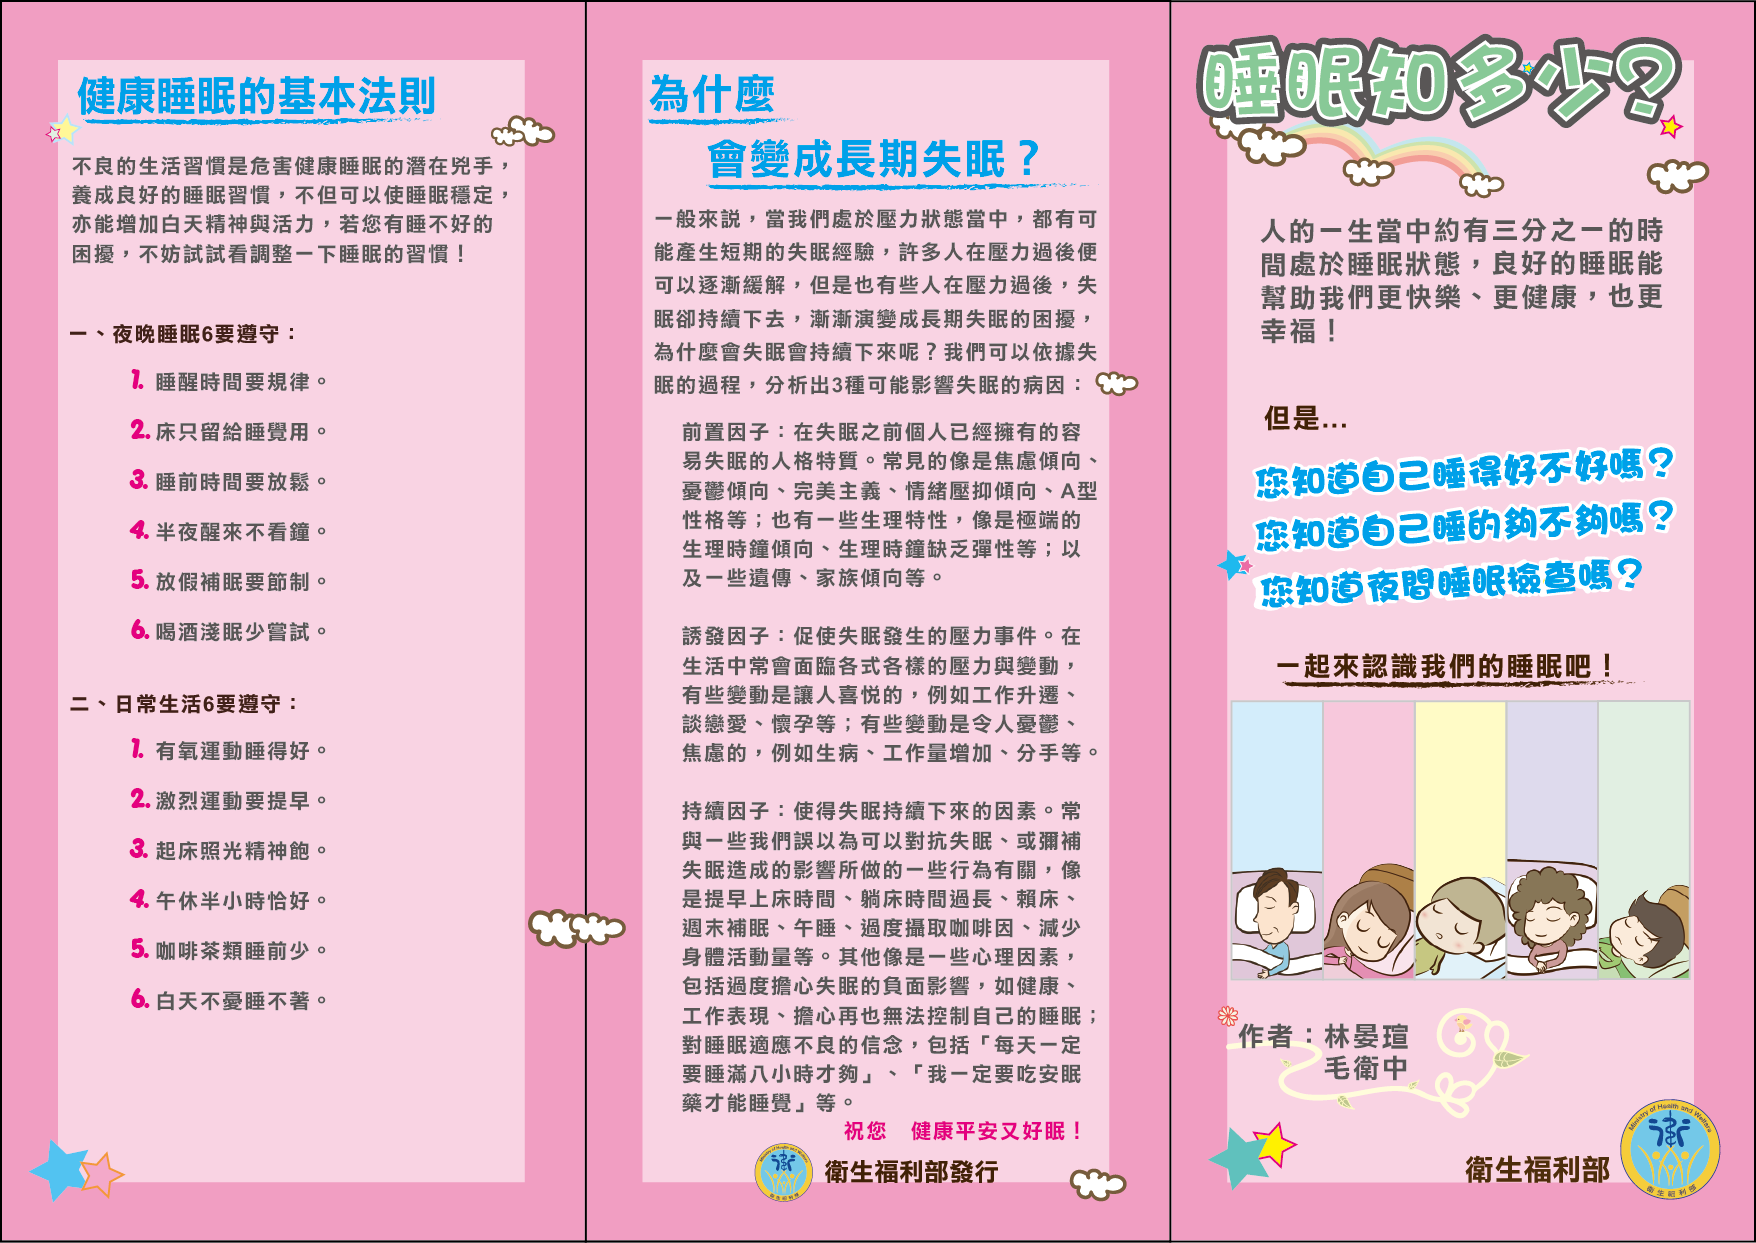 健康睡眠的基本法則
不良的生活習慣是危害健康睡眠的潛在兇手，
養成良好的睡眠習慣，不但可以使睡眠穩定，
亦能增加白天精神與活力，若您有睡不好的
困擾，不妨試試看調整一下睡眠的習慣！
一、夜晚睡眠6要遵守：
1. 睡醒時間要規律。
2. 床只留給睡覺用。
3. 睡前時間要放鬆。
4. 半夜醒來不看鐘。
5. 放假補眠要節制。
6. 喝酒淺眠少嘗試。
二、日常生活6要遵守：
1. 有氧運動睡得好。
2. 激烈運動要提早。
3. 起床照光精神飽。
4. 午休半小時恰好。
5. 咖啡茶類睡前少。
6. 白天不憂睡不著。
為什麼
會變成長期失眠？
一般來說，當我們處於壓力狀態當中，都有可
能產生短期的失眠經驗，許多人在壓力過後便
可以逐漸緩解，但是也有些人在壓力過後，失
眠卻持續下去，漸漸演變成長期失眠的困擾，
為什麼會失眠會持續下來呢？我們可以依據失
眠的過程，分析出3種可能影響失眠的病因：
前置因子：在失眠之前個人已經擁有的容
易失眠的人格特質。常見的像是焦慮傾向、
憂鬱傾向、完美主義、情緒壓抑傾向、A型
性格等；也有一些生理特性，像是極端的
生理時鐘傾向、生理時鐘缺乏彈性等；以
及一些遺傳、家族傾向等。
誘發因子：促使失眠發生的壓力事件。在
生活中常會面臨各式各樣的壓力與變動，
有些變動是讓人喜悅的，例如工作升遷、
談戀愛、懷孕等；有些變動是令人憂鬱、
焦慮的，例如生病、工作量增加、分手等。
持續因子：使得失眠持續下來的因素。常
與一些我們誤以為可以對抗失眠、或彌補
失眠造成的影響所做的一些行為有關，像
是提早上床時間、躺床時間過長、賴床、
週末補眠、午睡、過度攝取咖啡因、減少
身體活動量等。其他像是一些心理因素，
包括過度擔心失眠的負面影響，如健康、
工作表現、擔心再也無法控制自己的睡眠；
對睡眠適應不良的信念，包括「每天一定
要睡滿八小時才夠」、「我一定要吃安眠
藥才能睡覺」等。
祝您　健康平安又好眠！
Ministry of Health and Welfare
衛生福利部
衛生福利部發行
睡眠知多少？
人的一生當中約有三分之一的時
間處於睡眠狀態，良好的睡眠能
幫助我們更快樂、更健康，也更
幸福！
但是...
您知道自己睡得好不好嗎？
您知道自己睡的夠不夠嗎？
您知道夜間睡眠檢查嗎？
一起來認識我們的睡眠吧！
作者：林晏瑄
毛衛中
衛生福利部
Ministry of Health and Welfare
衛生福利部